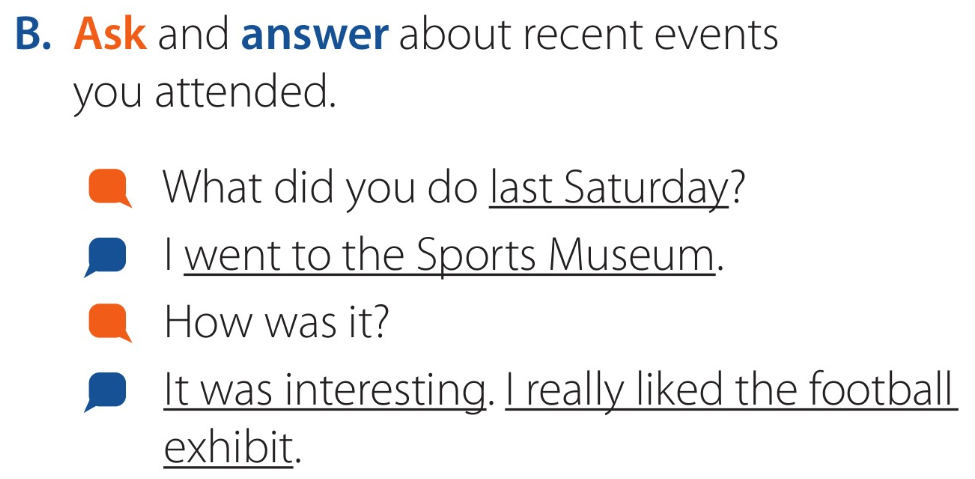 B. Ask and answer about recent events
you attended.
What did you do last Saturday?
I went to the Sports Museum.
How was it?
It was interesting. I really liked the football
exhibit.